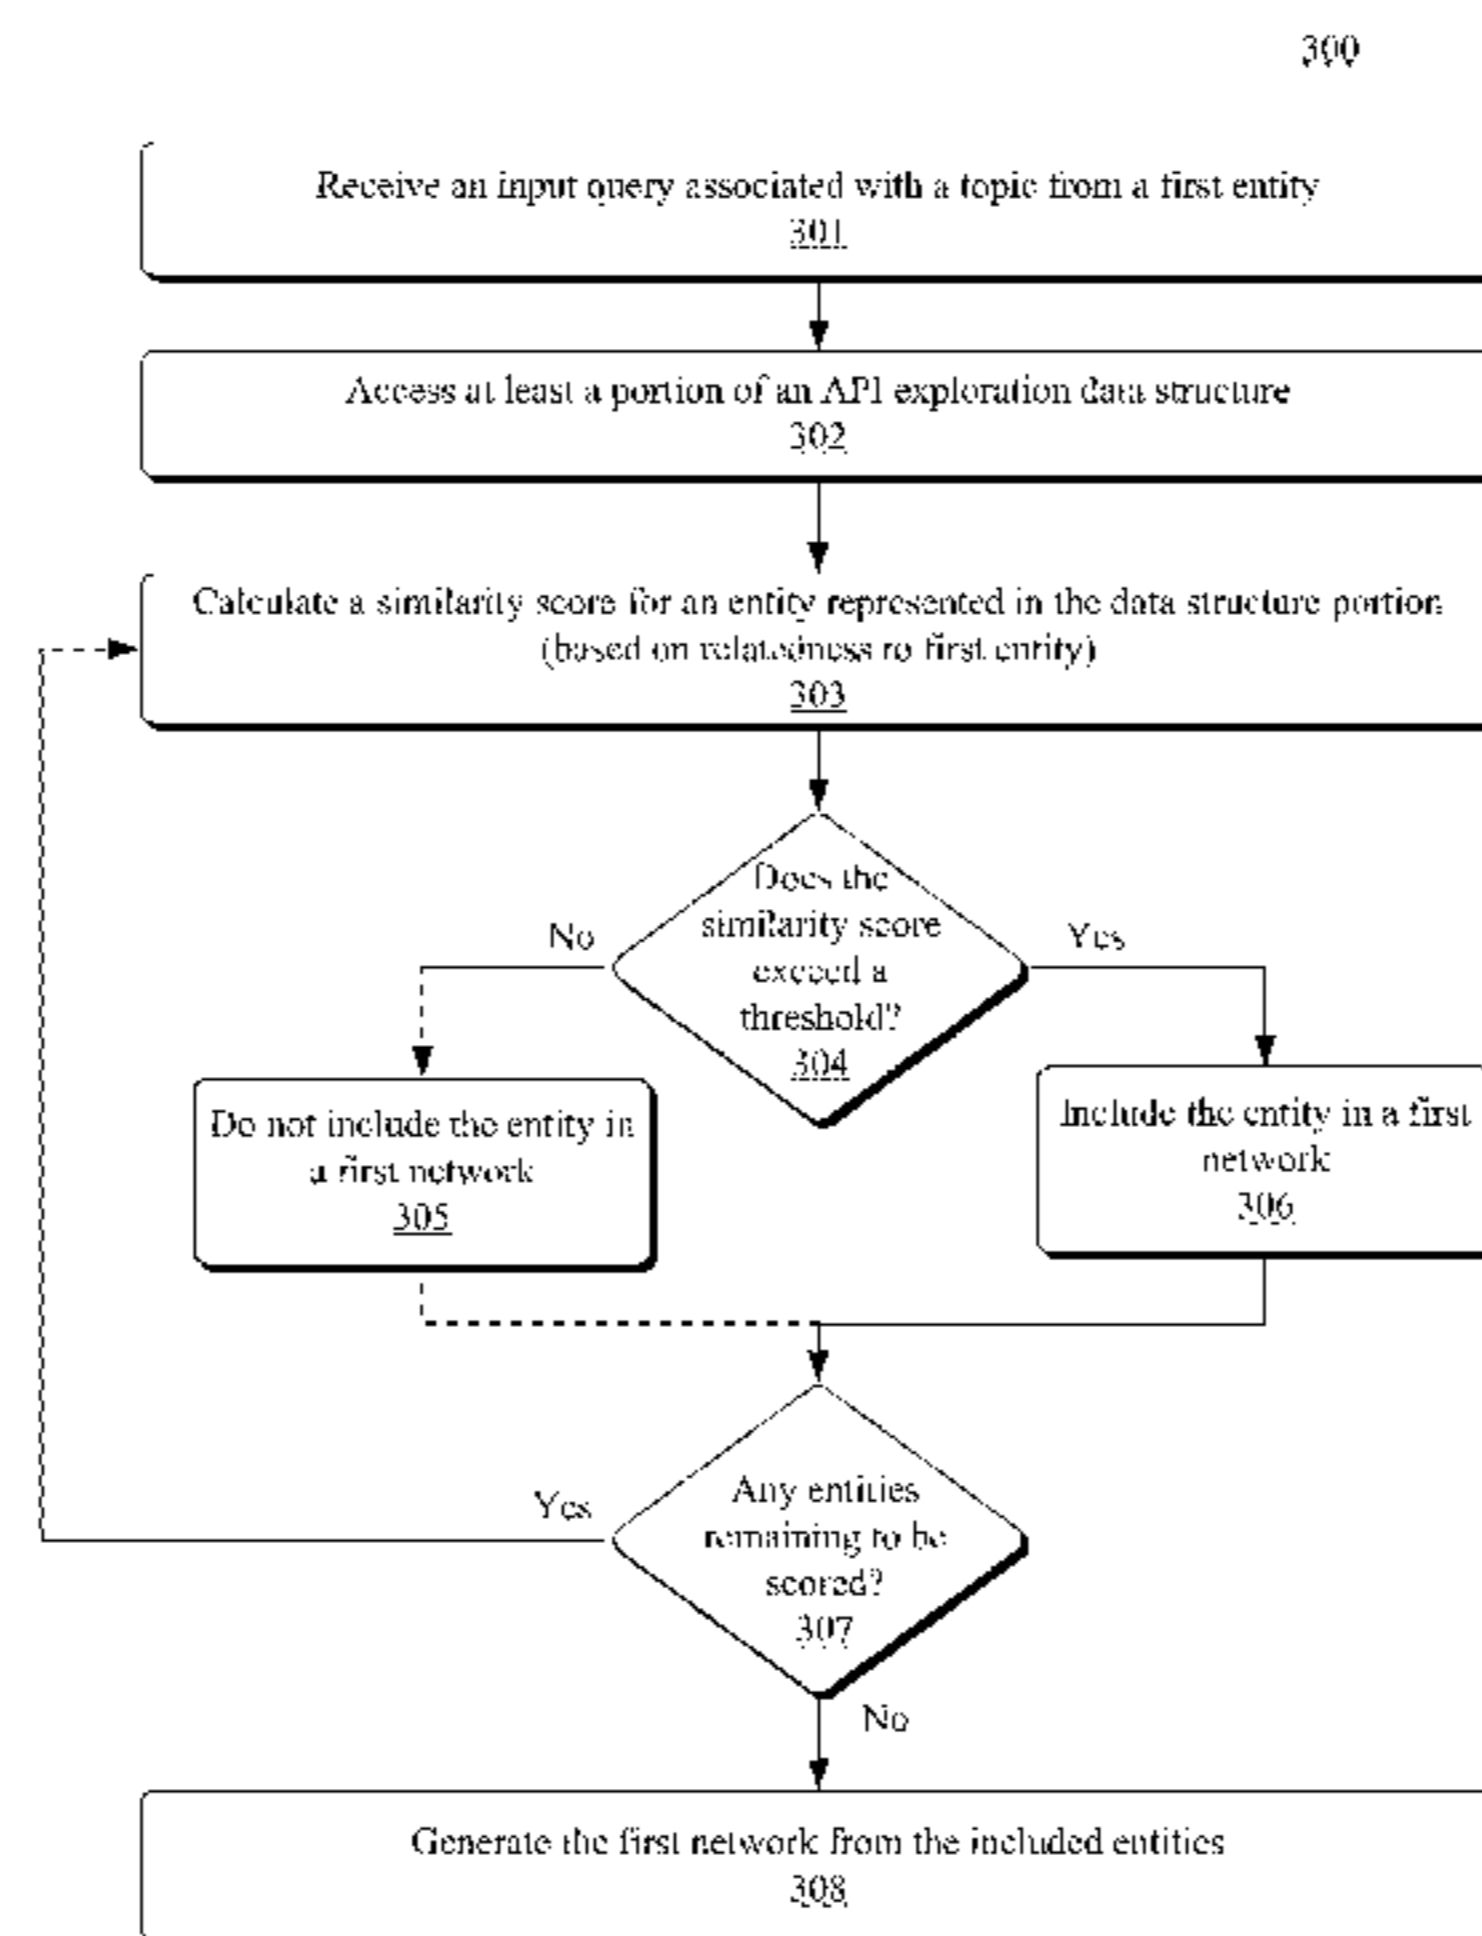 300
Receive an input query associated with a topic from a first entity
301
Access at least a portion of an API exploration data structure
302
Calculate a similarity score for an entity represented in the data structure portion
(based on relatedness to first entity)
303
Does the
similarity score
exceed a
threshold?
304
No
Yes
Do not include the entity in
a first network
305
Include the entity in a first
network
306
Any entities
remaining to be
scored?
307
Yes
No
Generate the first network from the included entities
308